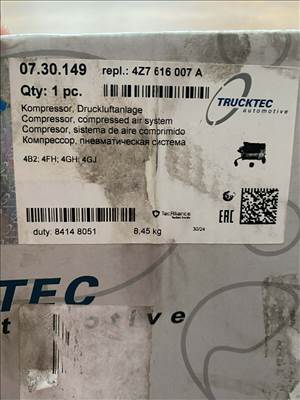 07.30.149 repl.: 4Z7 616 007 A
Qty: 1 pc.
TRUCKTEC
automotive
Kompressor, Druckluftanlage
Compressor, compressed air system
Compresor, sistema de aire comprimido
Компрессор, пневматическая система
4B2; 4FH; 4GH; 4GJ
TecAlliance
EAC
duty: 8414 8051 8,45 kg 30/24
CTEC